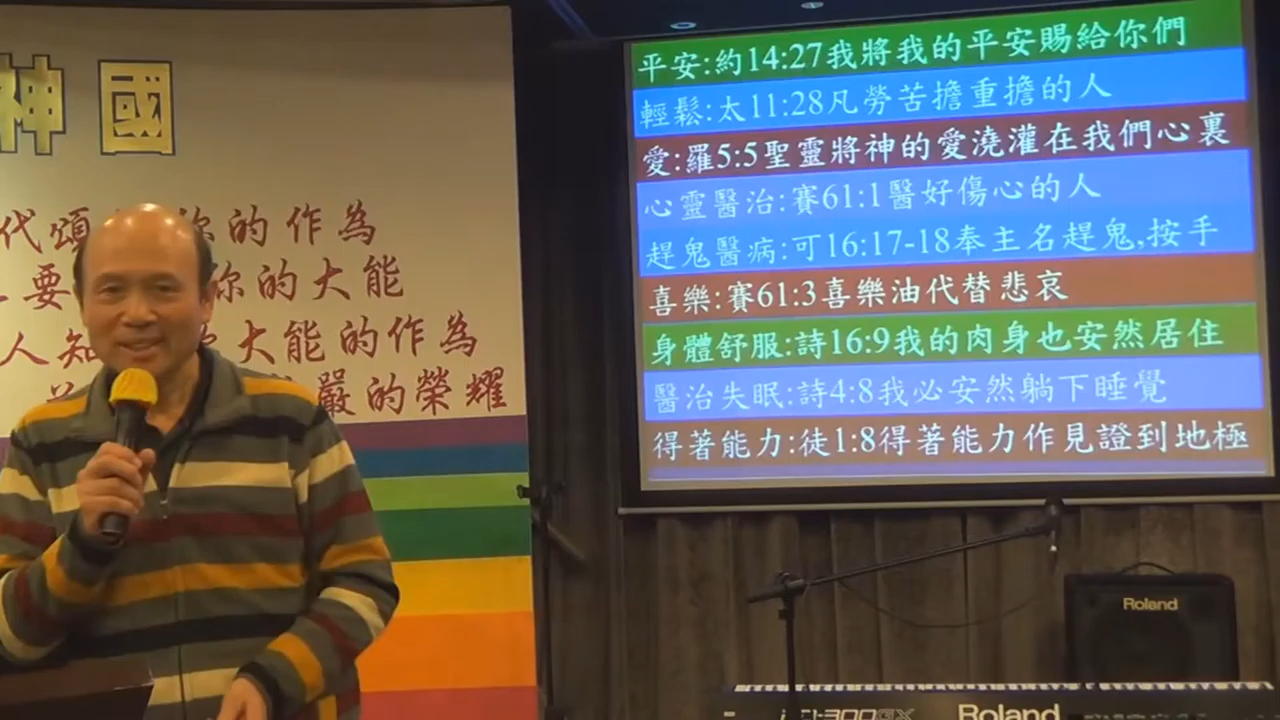 神國
代頌 你的作為
要 你的大能
人知 大能的作為
嚴的榮耀
平安:約14:27我將我的平安賜給你們
輕鬆:太11:28凡勞苦擔重擔的人
愛:羅5:5聖靈將神的愛澆灌在我們心裏
心靈醫治:賽61:1醫好傷心的人
趕鬼醫病:可16:17-18奉主名趕鬼,按手
喜樂:賽61:3喜樂油代替悲哀
身體舒服:詩16:9我的肉身也安然居住
醫治失眠:詩4:8我必安然躺下睡覺
得著能力:徒1:8得著能力作見證到地極
Roland
Roland